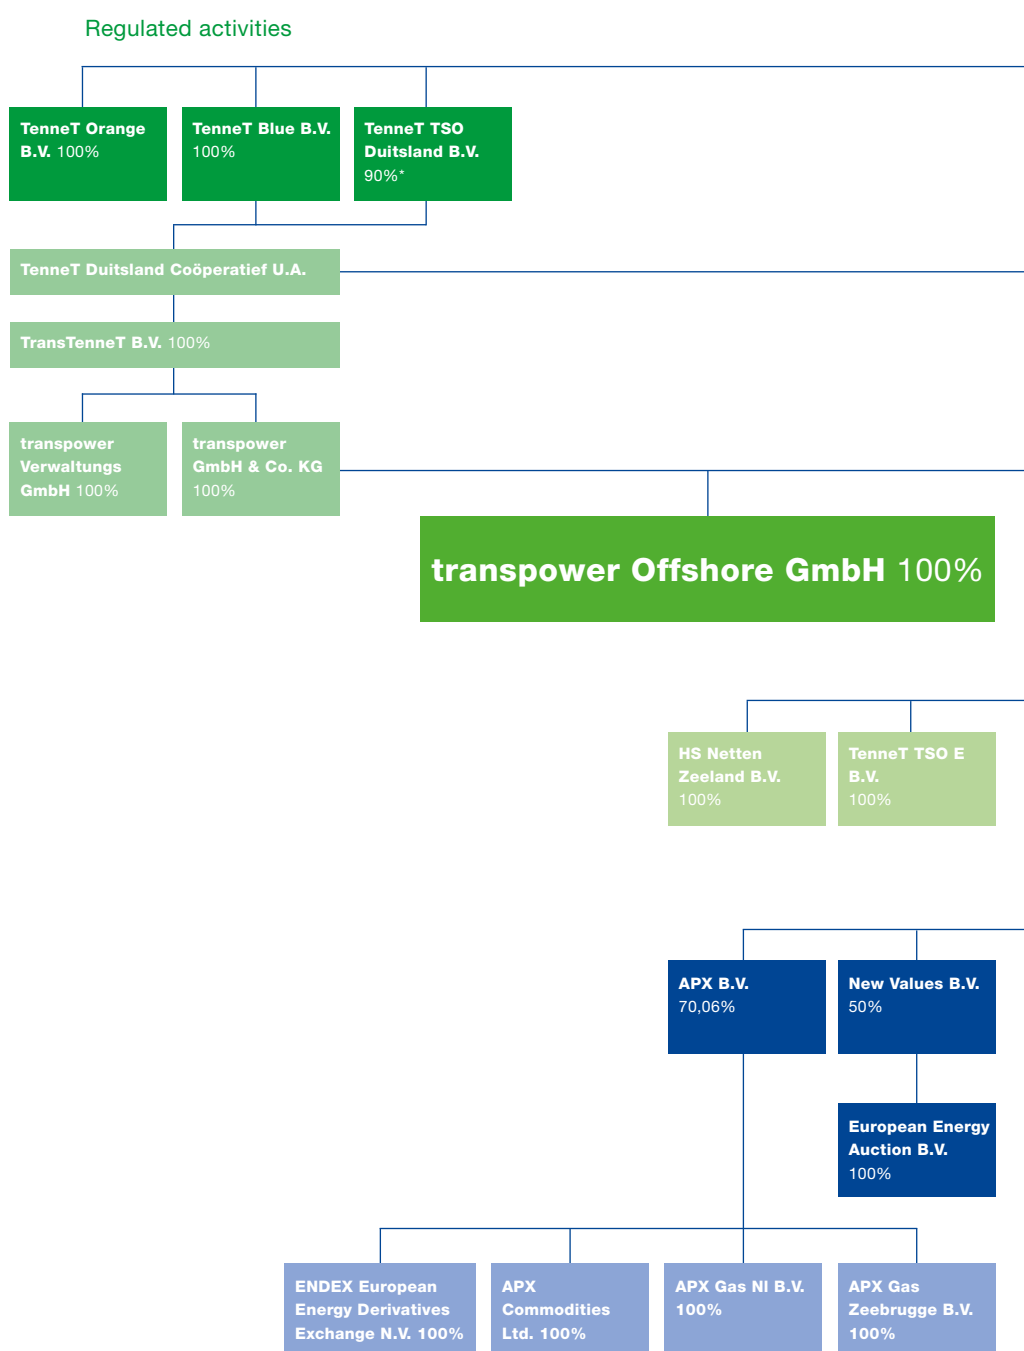 Regulated activities
TenneT Orange
B.V. 100%
TenneT Blue B.V.
100%
TenneT TSO
Duitsland B.V.
90%*
TenneT Duitsland Coöperatief U.A.
TransTenneT B.V. 100%
transpower
Verwaltungs
GmbH 100%
transpower
GmbH & Co. KG
100%
transpower Offshore GmbH 100%
HS Netten
Zeeland B.V.
100%
TenneT TSO E
B.V.
100%
APX B.V.
70,06%
New Values B.V.
50%
European Energy
Auction B.V.
100%
ENDEX European
Energy Derivatives
Exchange N.V. 100%
APX
Commodities
Ltd. 100%
APX Gas Nl B.V.
100%
APX Gas
Zeebrugge B.V.
100%